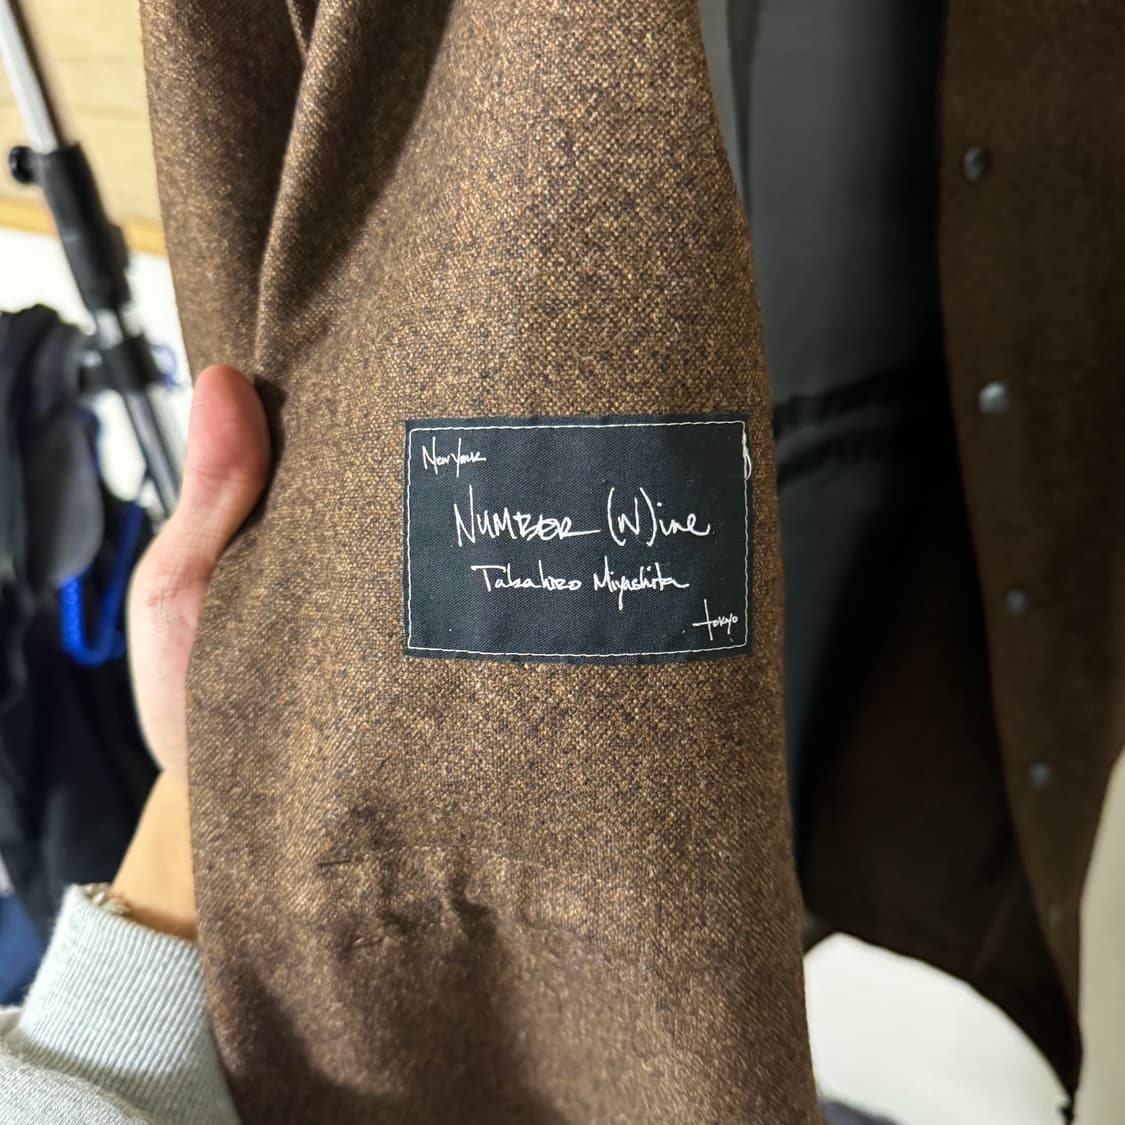 New York
NUMBER (N)ine
Takahiro Miyashita
tokyo